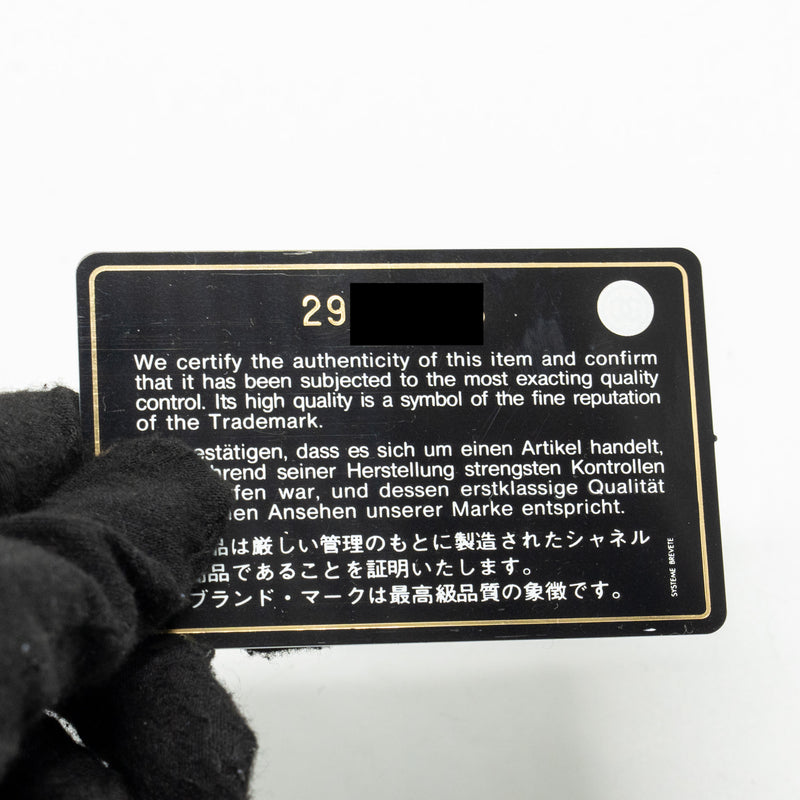 29
We certify the authenticity of this item and confirm
that it has been subjected to the most exacting quality
control. Its high quality is a symbol of the fine reputation
of the Trademark.
dass es sich um einen Artikel handelt,
seiner Herstellung strengsten Kontrollen
war, und dessen erstklassige Qualität
Ansehen unserer Marke entspricht.
品は厳しい管理のもとに製造されたシャネル
品であることを証明いたします。
ブランド・マークは最高級品質の象徴です。
SYSTEME BREVETE